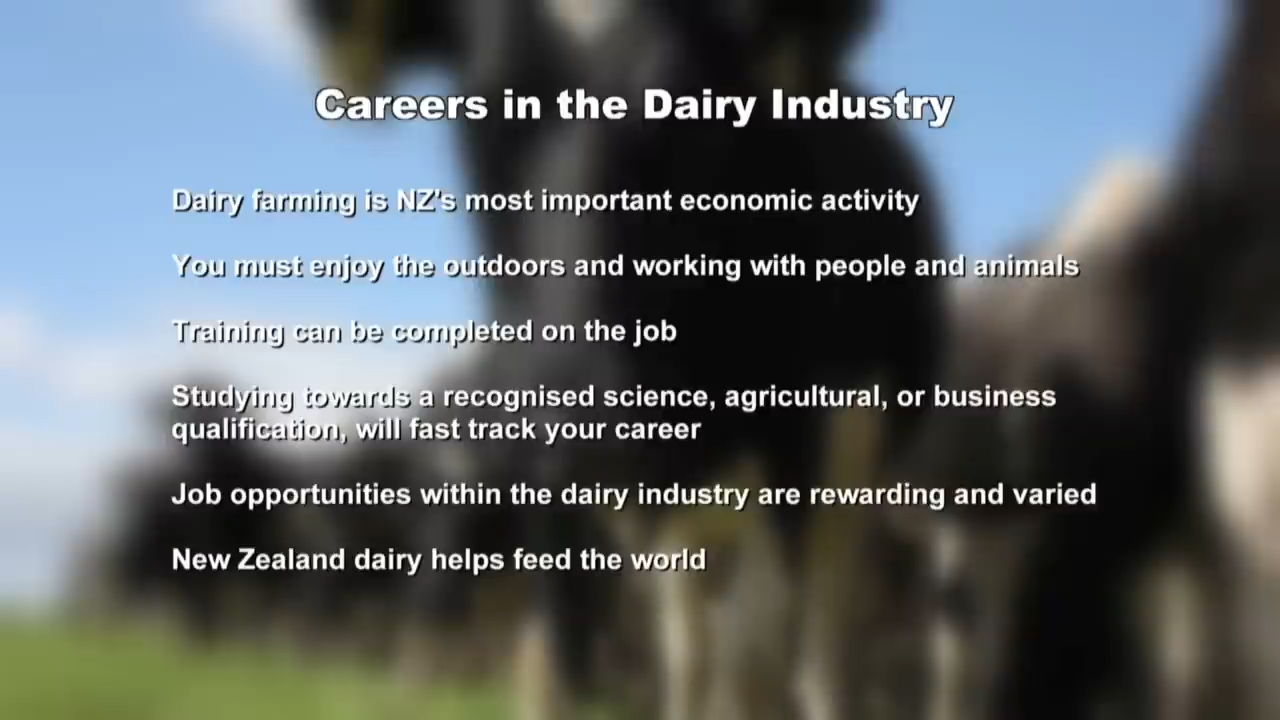 Careers in the Dairy Industry
Dairy farming is NZ's most important economic activity
You must enjoy the outdoors and working with people and animals
Training can be completed on the job
Studying towards a recognised science, agricultural, or business
qualification, will fast track your career
Job opportunities within the dairy industry are rewarding and varied
New Zealand dairy helps feed the world